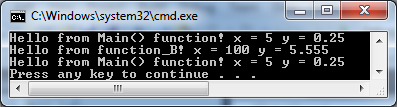 C:\Windows\system32\cmd.exe
Hello from Main() function! x = 5 y = 0.25
Hello from function_B! x = 100 y = 5.555
Hello from Main() function! x = 5 y = 0.25
Press any key to continue . . .